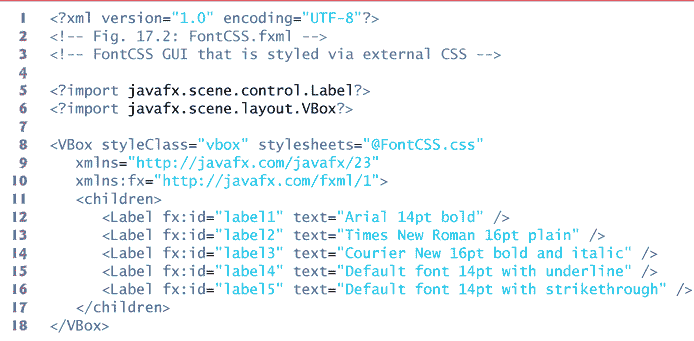 1 <?xml version="1.0" encoding="UTF-8"?>
2 <!-- Fig. 17.2: FontCSS.fxml -->
3 <!-- FontCSS GUI that is styled via external CSS -->
4
5 <?import javafx.scene.control.Label?>
6 <?import javafx.scene.layout.VBox?>
7
8 <VBox styleClass="vbox" stylesheets="@FontCSS.css"
9    xmlns="http://javafx.com/javafx/23"
10    xmlns:fx="http://javafx.com/fxml/1">
11    <children>
12       <Label fx:id="label1" text="Arial 14pt bold" />
13       <Label fx:id="label2" text="Times New Roman 16pt plain" />
14       <Label fx:id="label3" text="Courier New 16pt bold and italic" />
15       <Label fx:id="label4" text="Default font 14pt with underline" />
16       <Label fx:id="label5" text="Default font 14pt with strikethrough" />
17    </children>
18 </VBox>